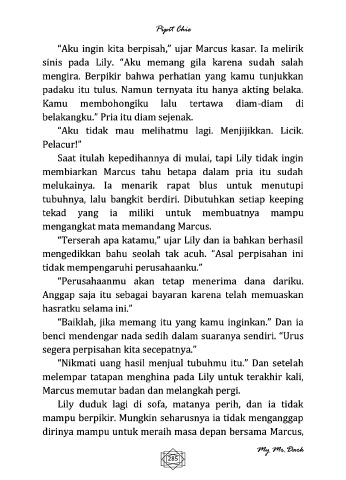 Pipit Chie
"Aku ingin kita berpisah," ujar Marcus kasar. Ia melirik
sinis pada Lily. "Aku memang gila karena sudah salah
mengira. Berpikir bahwa perhatian yang kamu tunjukkan
padaku itu tulus. Namun ternyata itu hanya akting belaka.
Kamu membohongiku lalu tertawa diam-diam di
belakangku." Pria itu diam sejenak.
"Aku tidak mau melihatmu lagi. Menjijikkan. Licik.
Pelacur!"
Saat itulah kepedihannya di mulai, tapi Lily tidak ingin
membiarkan Marcus tahu betapa dalam pria itu sudah
melukainya. Ia menarik rapat blus untuk menutupi
tubuhnya, lalu bangkit berdiri. Dibutuhkan setiap keeping
tekad yang ia miliki untuk membuatnya mampu
mengangkat mata memandang Marcus.
"Terserah apa katamu," ujar Lily dan ia bahkan berhasil
mengedikkan bahu seolah tak acuh. "Asal perpisahan ini
tidak mempengaruhi perusahaanku."
"Perusahaanmu akan tetap menerima dana dariku.
Anggap saja itu sebagai bayaran karena telah memuaskan
hasratku selama ini."
"Baiklah, jika memang itu yang kamu inginkan." Dan ia
benci mendengar nada sedih dalam suaranya sendiri. "Urus
segera perpisahan kita secepatnya."
"Nikmati uang hasil menjual tubuhmu itu." Dan setelah
melempar tatapan menghina pada Lily untuk terakhir kali,
Marcus memutar badan dan melangkah pergi.
Lily duduk lagi di sofa, matanya perih, dan ia tidak
mampu berpikir. Mungkin seharusnya ia tidak menganggap
dirinya mampu untuk meraih masa depan bersama Marcus,
My Mr. Dark
285